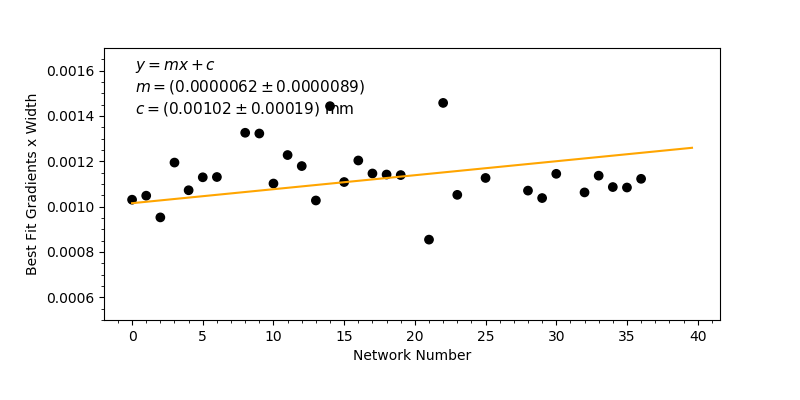 y = mx + c
m = (0.0000062 ± 0.0000089)
c = (0.00102 ± 0.00019) mm
0.0016
0.0014
0.0012
0.0010
0.0008
0.0006
Best Fit Gradients x Width
0 5 10 15 20 25 30 35 40
Network Number